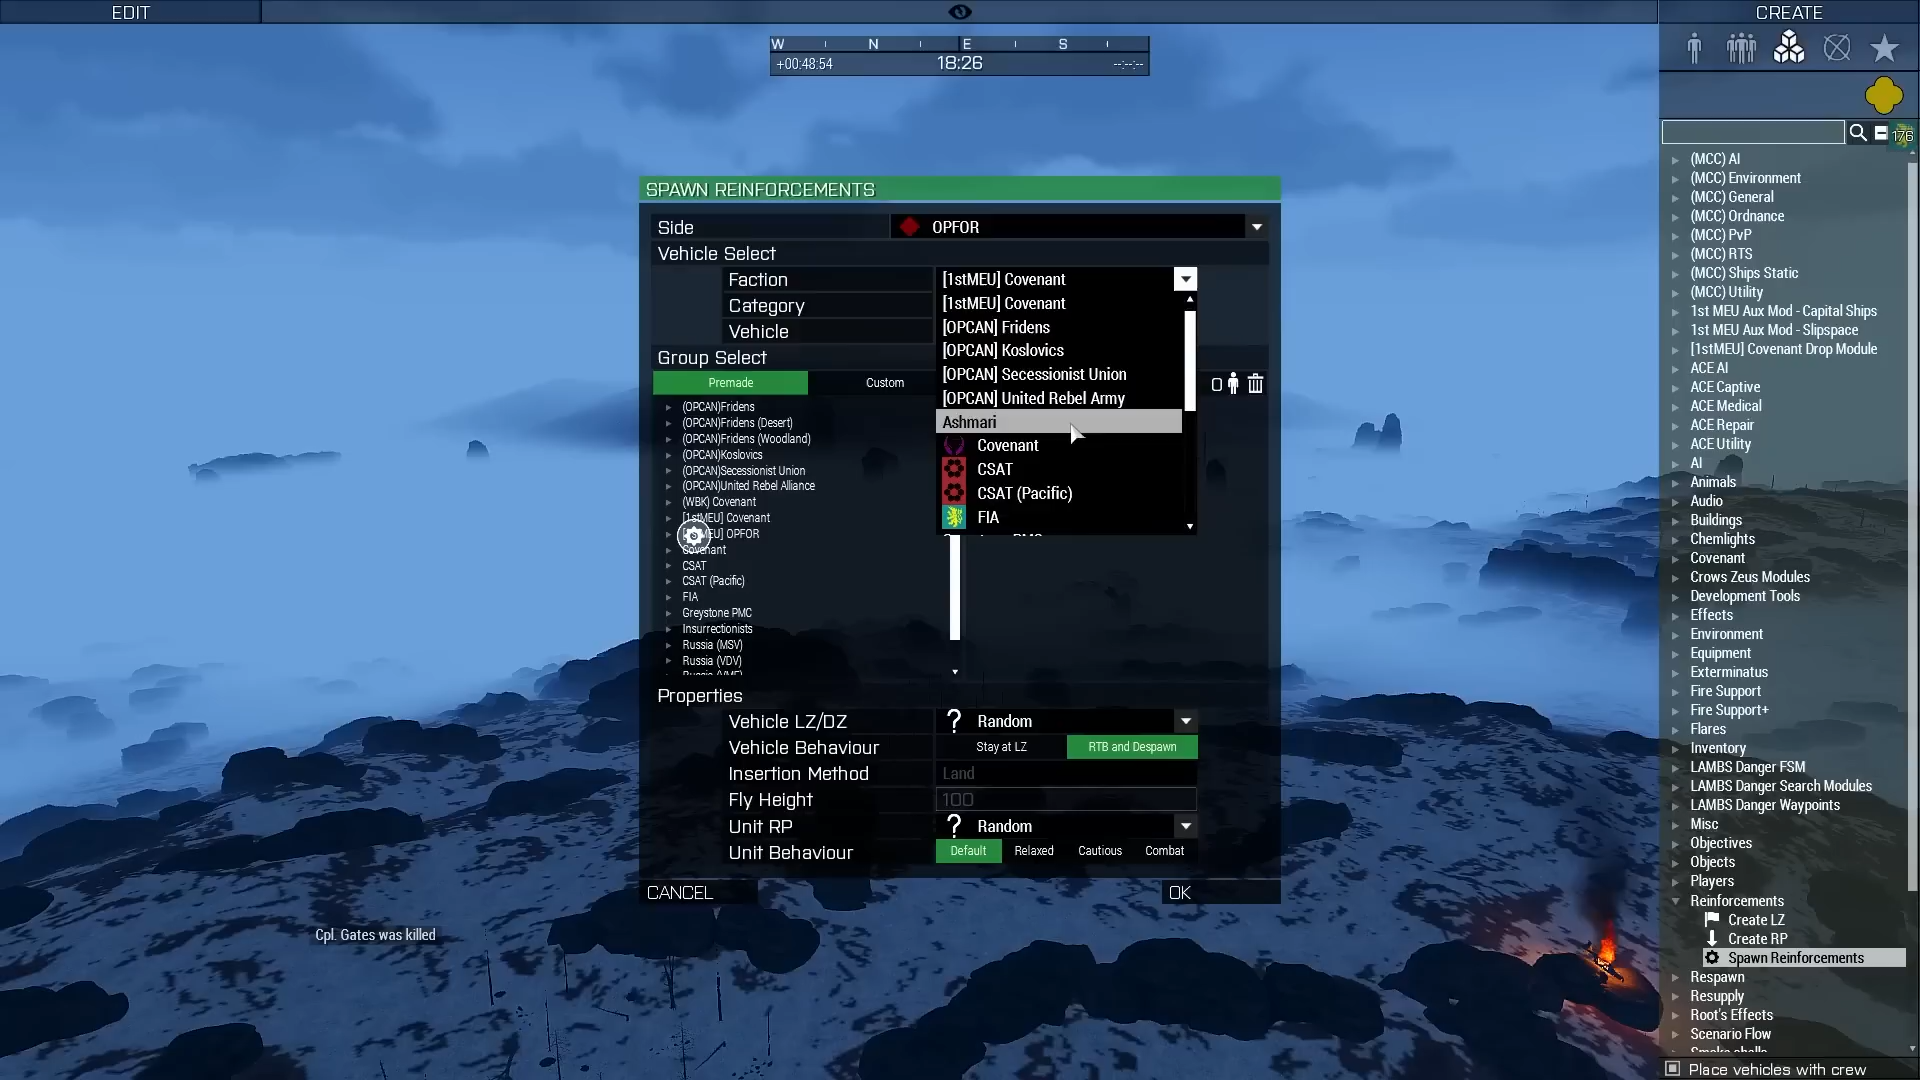 EDIT
CREATE
W N E S
+00:48:54 18:26 --:--:--
176
SPAWN REINFORCEMENTS
Side OPFOR
Vehicle Select
Faction [1stMEU] Covenant
Category
Vehicle
[1stMEU] Covenant
[OPCAN] Fridens
[OPCAN] Koslovics
[OPCAN] Secessionist Union
[OPCAN] United Rebel Army
Ashmari
Covenant
CSAT
CSAT (Pacific)
FIA
Group Select
Premade Custom 0
(OPCAN)Fridens
(OPCAN)Fridens (Desert)
(OPCAN)Fridens (Woodland)
(OPCAN)Koslovics
(OPCAN)Secessionist Union
(OPCAN)United Rebel Alliance
(WBK) Covenant
[1stMEU] Covenant
OPFOR
Covenant
CSAT
CSAT (Pacific)
FIA
Greystone PMC
Insurrectionists
Russia (MSV)
Russia (VDV)
Properties
Vehicle LZ/DZ ? Random
Vehicle Behaviour Stay at LZ RTB and Despawn
Insertion Method Land
Fly Height 100
Unit RP ? Random
Unit Behaviour Default Relaxed Cautious Combat
CANCEL OK
Cpl. Gates was killed
(MCC) AI
(MCC) Environment
(MCC) General
(MCC) Ordnance
(MCC) PvP
(MCC) RTS
(MCC) Ships Static
(MCC) Utility
1st MEU Aux Mod - Capital Ships
1st MEU Aux Mod - Slipspace
[1stMEU] Covenant Drop Module
ACE AI
ACE Captive
ACE Medical
ACE Repair
ACE Utility
AI
Animals
Audio
Buildings
Chemlights
Covenant
Crows Zeus Modules
Development Tools
Effects
Environment
Equipment
Exterminatus
Fire Support
Fire Support+
Flares
Inventory
LAMBS Danger FSM
LAMBS Danger Search Modules
LAMBS Danger Waypoints
Misc
Objectives
Objects
Players
Reinforcements
Create LZ
Create RP
Spawn Reinforcements
Respawn
Resupply
Root's Effects
Scenario Flow
Place vehicles with crew